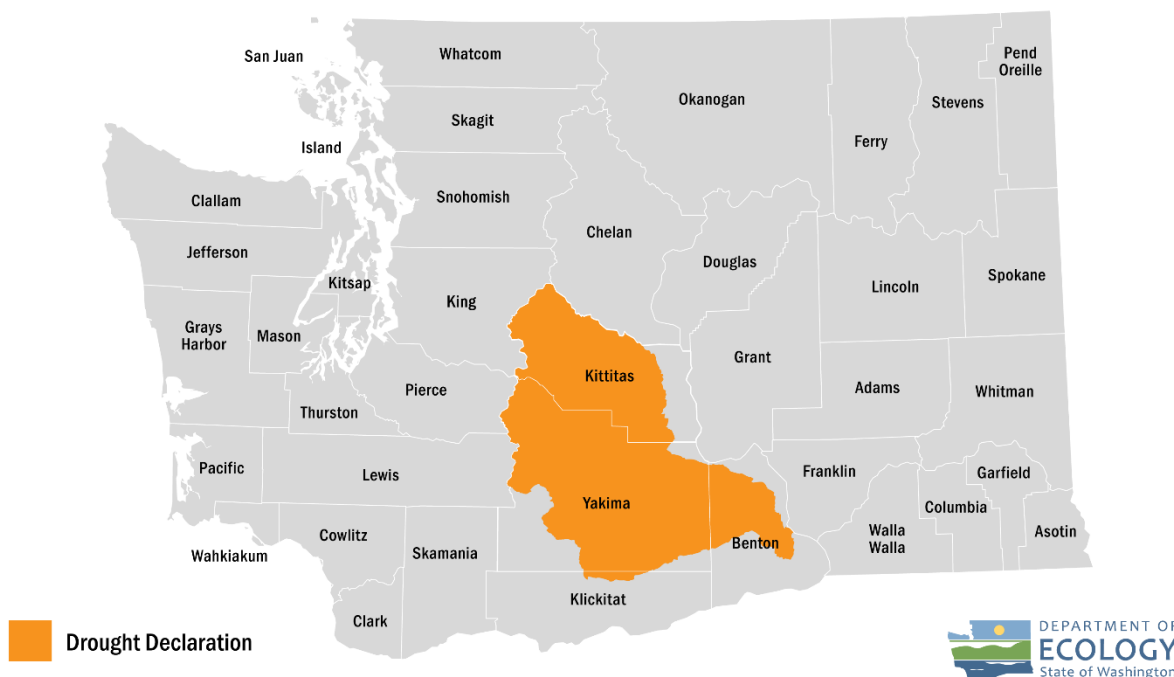 San Juan
Whatcom
Pend
Oreille
Okanogan
Stevens
Skagit
Ferry
Island
Clallam
Snohomish
Chelan
Jefferson
Douglas
Spokane
Kitsap
Lincoln
King
Grays
Harbor
Mason
Grant
Kittitas
Adams
Pierce
Whitman
Thurston
Pacific
Lewis
Franklin
Garfield
Yakima
Columbia
Walla
Walla
Asotin
Cowlitz
Benton
Wahkiakum
Skamania
Klickitat
Clark
Drought Declaration
DEPARTMENT OF
ECOLOGY
State of Washington